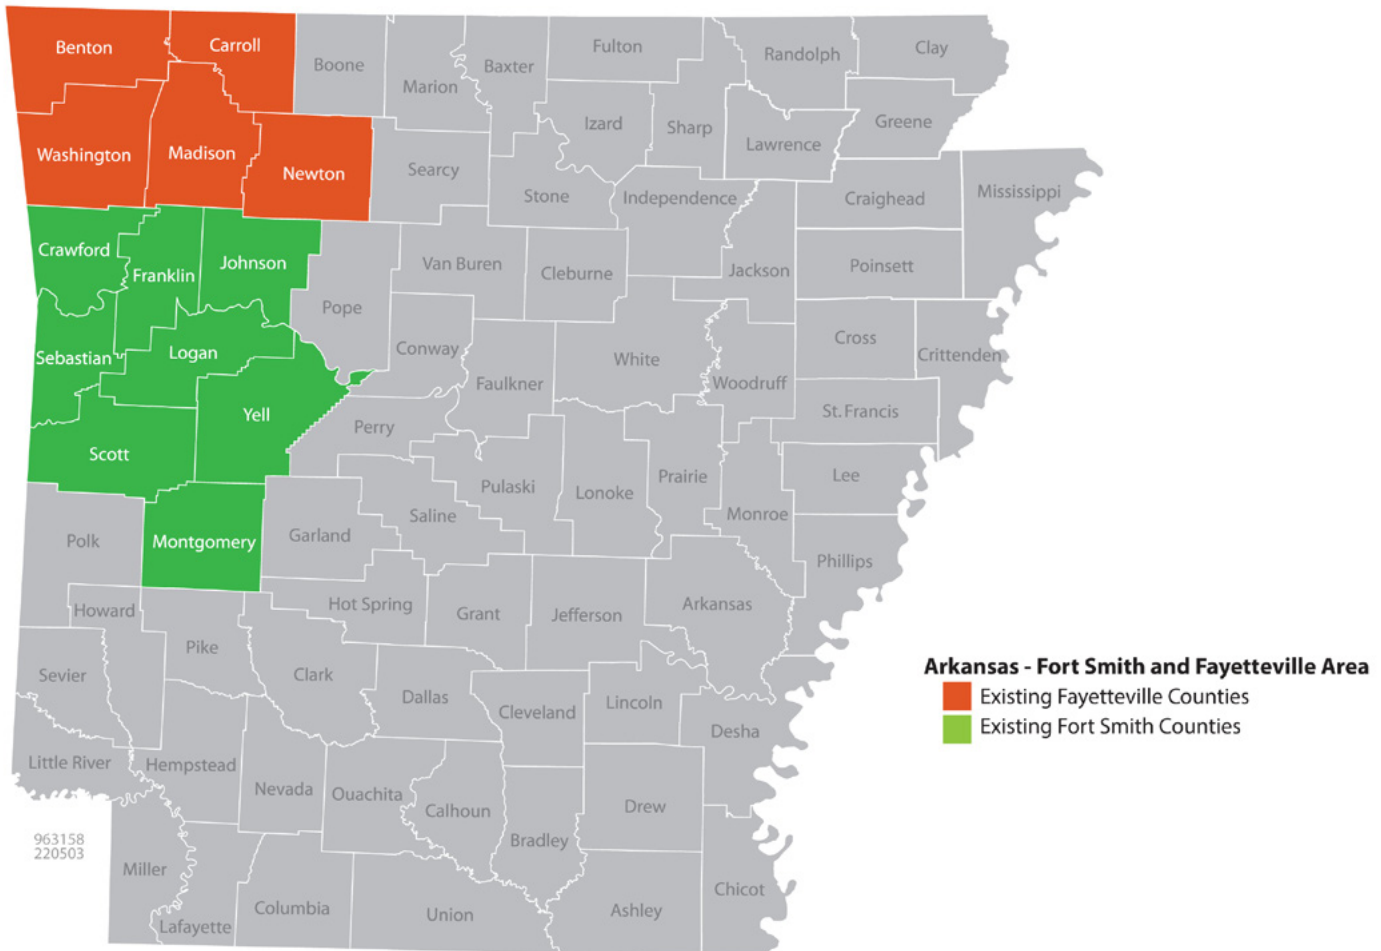 Benton
Carroll
Boone
Marion
Baxter
Fulton
Randolph
Clay
Izard
Sharp
Lawrence
Greene
Washington
Madison
Newton
Searcy
Stone
Independence
Craighead
Mississippi
Crawford
Franklin
Johnson
Pope
Van Buren
Cleburne
Jackson
Poinsett
Sebastian
Logan
Conway
Faulkner
White
Woodruff
Cross
Crittenden
Yell
Perry
St. Francis
Scott
Pulaski
Lonoke
Prairie
Lee
Polk
Montgomery
Garland
Saline
Monroe
Phillips
Howard
Hot Spring
Grant
Jefferson
Arkansas
Sevier
Pike
Clark
Dallas
Cleveland
Lincoln
Desha
Arkansas - Fort Smith and Fayetteville Area
Existing Fayetteville Counties
Existing Fort Smith Counties
Little River
Hempstead
Nevada
Ouachita
Calhoun
Bradley
Drew
963158
220503
Miller
Lafayette
Columbia
Union
Ashley
Chicot